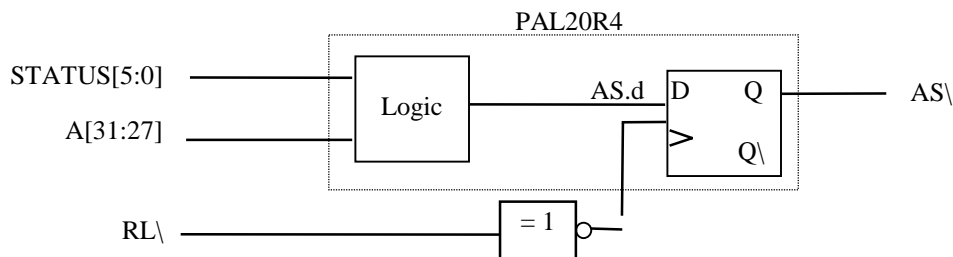 PAL20R4
STATUS[5:0]
A[31:27]
Logic
AS.d
D
Q
Q\
AS\
RL\
= 1